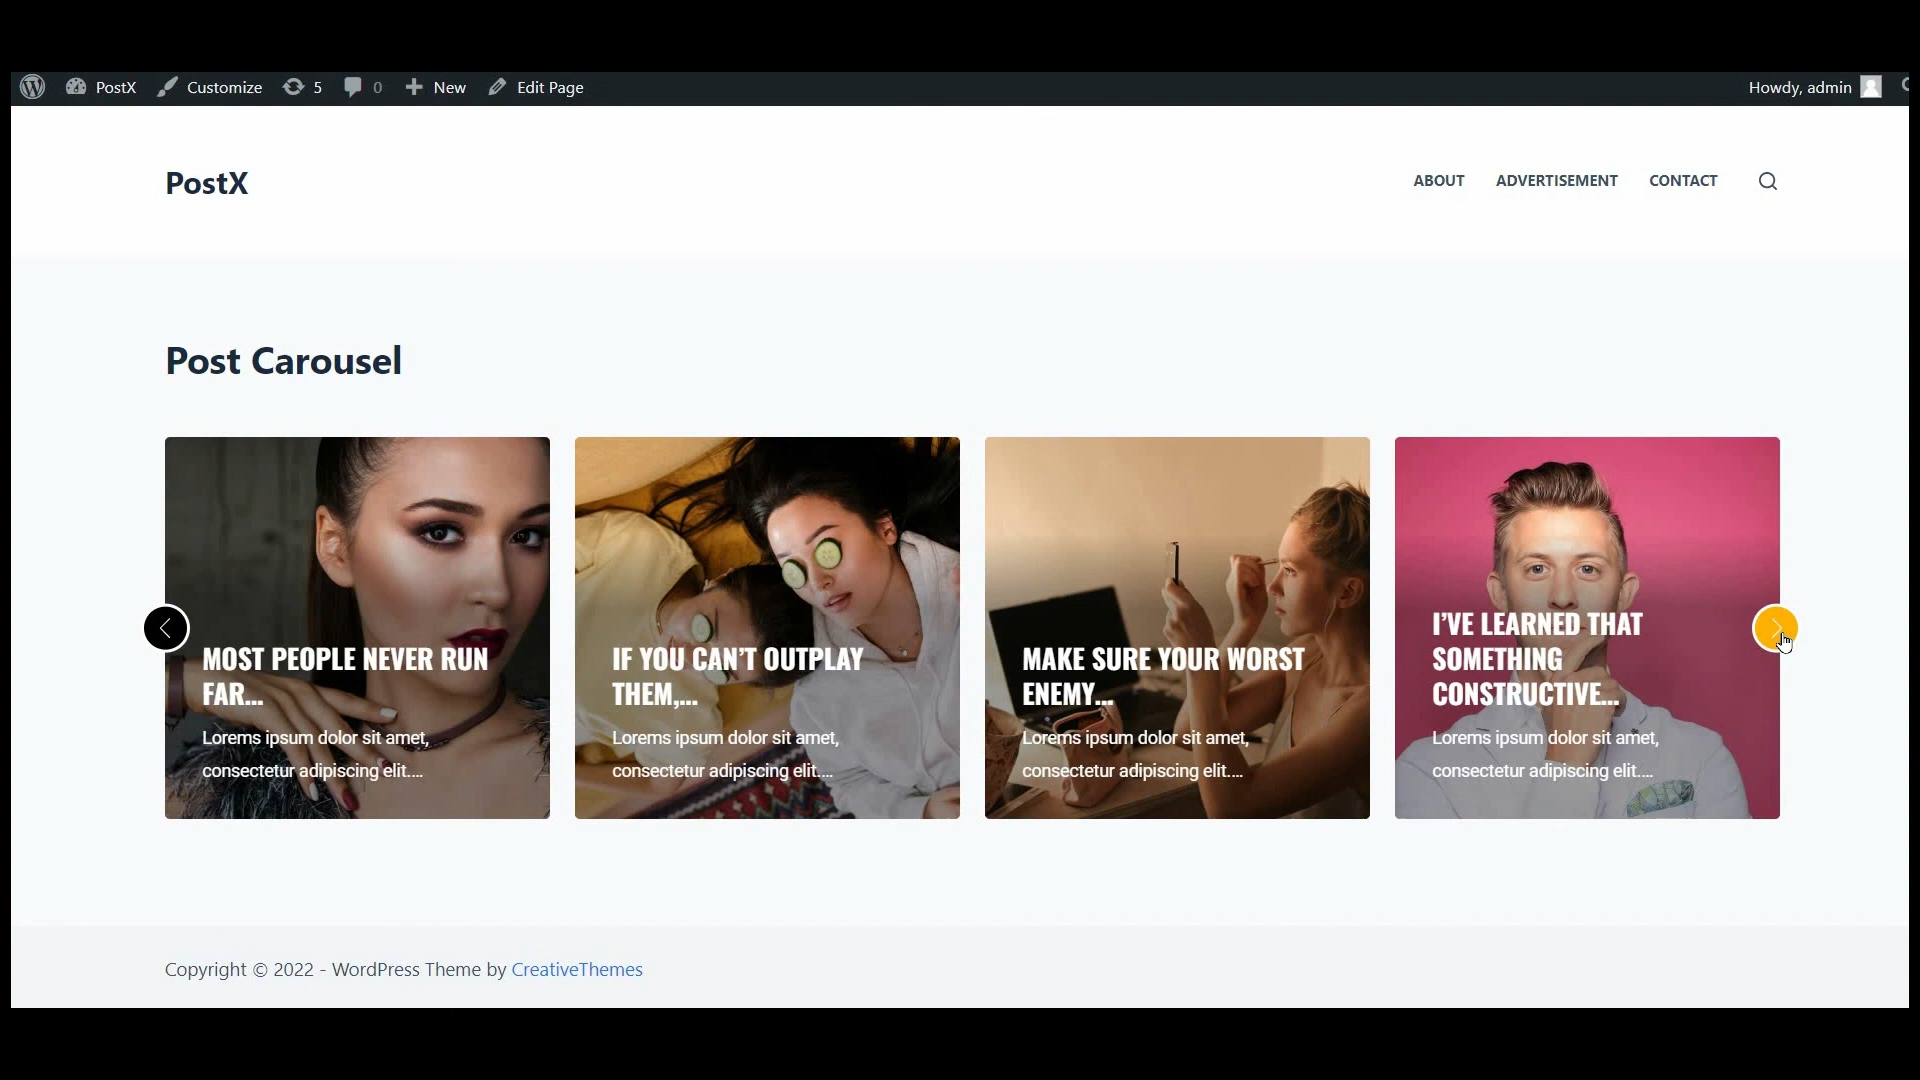 PostX Customize 5 0 New Edit Page Howdy, admin
PostX
ABOUT ADVERTISEMENT CONTACT
Post Carousel
MOST PEOPLE NEVER RUN
FAR...
Lorems ipsum dolor sit amet,
consectetur adipiscing elit....
IF YOU CAN'T OUTPLAY
THEM,...
Lorems ipsum dolor sit amet,
consectetur adipiscing elit....
MAKE SURE YOUR WORST
ENEMY...
Lorems ipsum dolor sit amet,
consectetur adipiscing elit....
I'VE LEARNED THAT
SOMETHING
CONSTRUCTIVE...
Lorems ipsum dolor sit amet,
consectetur adipiscing elit....
Copyright © 2022 - WordPress Theme by CreativeThemes